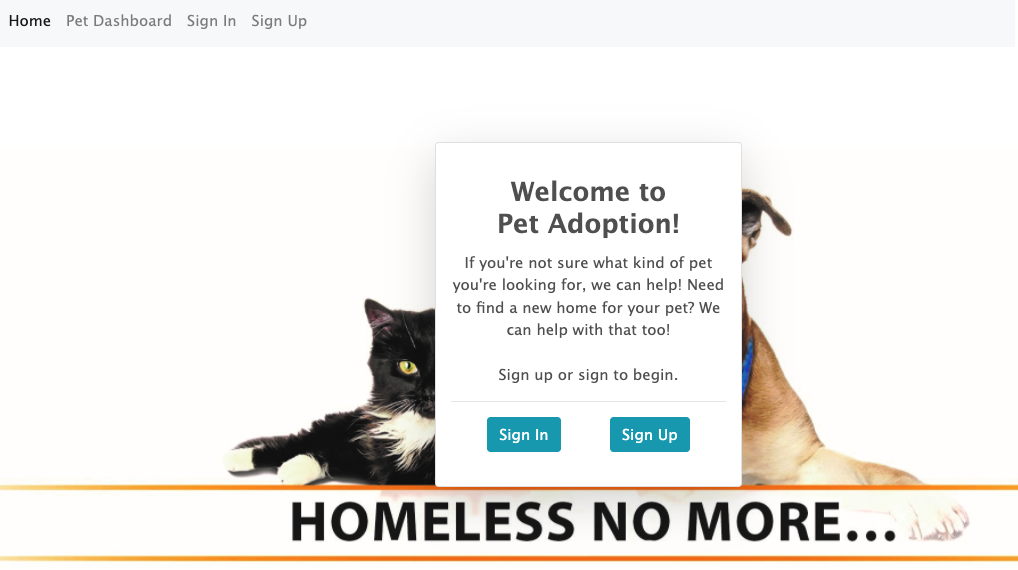 Home Pet Dashboard Sign In Sign Up
Welcome to
Pet Adoption!
If you're not sure what kind of pet
you're looking for, we can help! Need
to find a new home for your pet? We
can help with that too!
Sign up or sign to begin.
Sign In Sign Up
HOMELESS NO MORE...